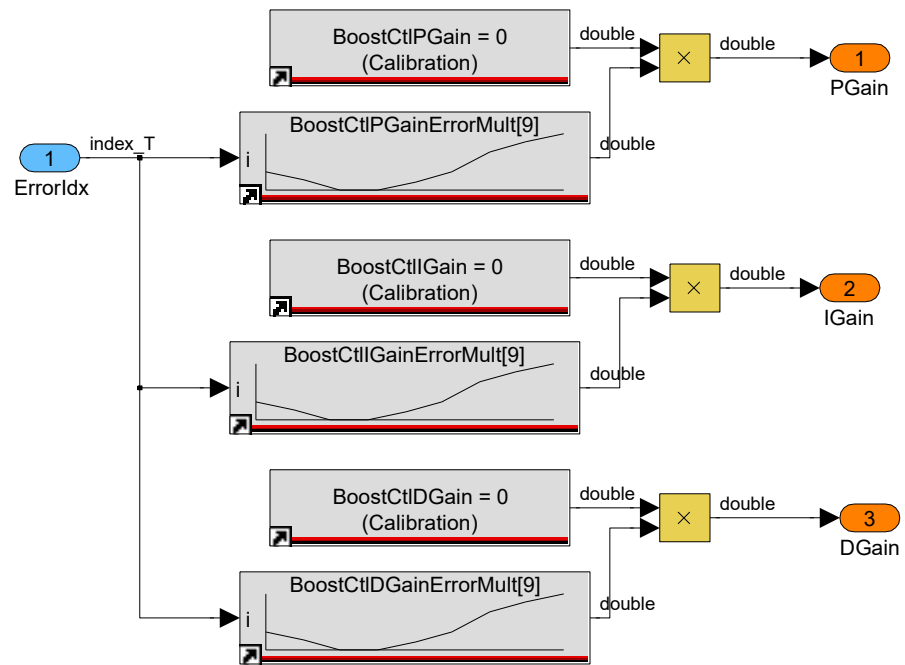 BoostCtlPGain = 0
(Calibration)
double
double
1
PGain
BoostCtlPGainErrorMult[9]
i
double
index_T
1
ErrorIdx
BoostCtlIGain = 0
(Calibration)
double
double
2
IGain
BoostCtlIGainErrorMult[9]
i
double
BoostCtlDGain = 0
(Calibration)
double
double
3
DGain
BoostCtlDGainErrorMult[9]
i
double